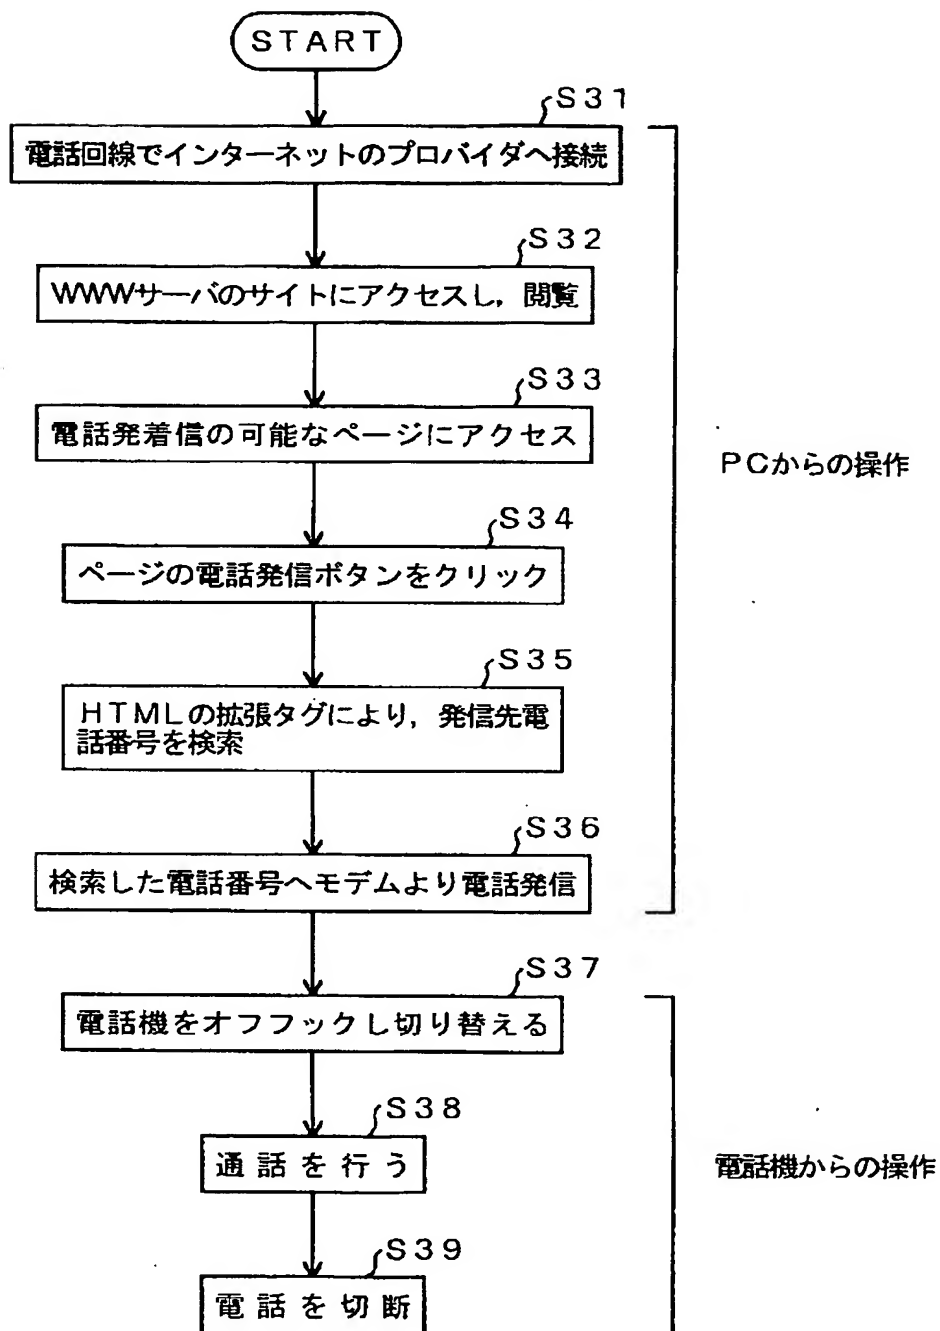 START
S31
電話回線でインターネットのプロバイダへ接続
S32
WWWサーバのサイトにアクセスし，閲覧
S33
電話発着信の可能なページにアクセス
PCからの操作
S34
ページの電話発信ボタンをクリック
S35
HTMLの拡張タグにより，発信先電
話番号を検索
S36
検索した電話番号へモデムより電話発信
S37
電話機をオフフックし切り替える
S38
通話を行う
電話機からの操作
S39
電話を切断